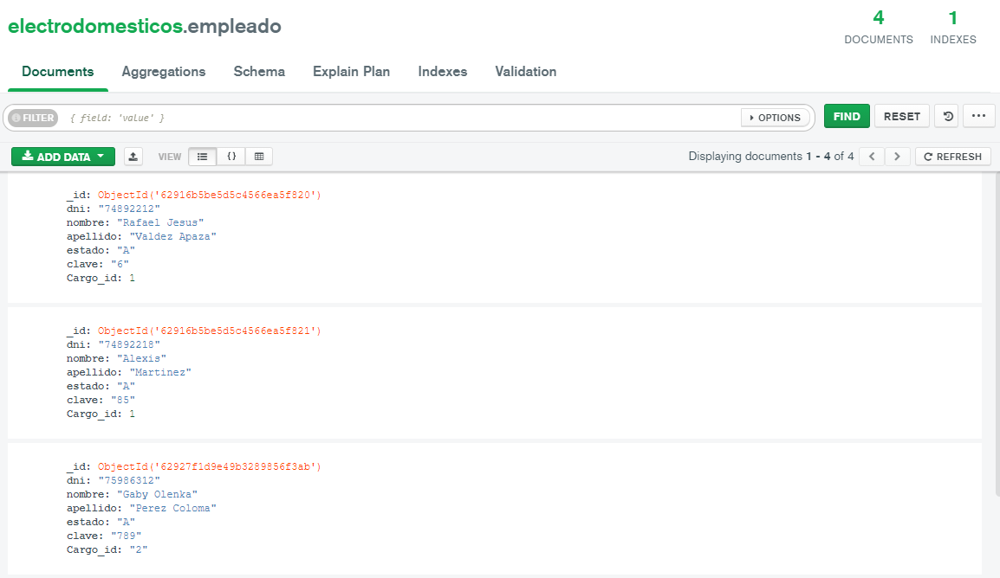 electrodomesticos.empleado
4
DOCUMENTS
1
INDEXES
Documents
Aggregations
Schema
Explain Plan
Indexes
Validation
FILTER
{ field: 'value' }
OPTIONS
FIND
RESET
ADD DATA
VIEW
{}
Displaying documents 1 - 4 of 4
REFRESH
_id: ObjectId('62916b5be5d5c4566ea5f820')
dni: "74892212"
nombre: "Rafael Jesus"
apellido: "Valdez Apaza"
estado: "A"
clave: "6"
Cargo_id: 1
_id: ObjectId('62916b5be5d5c4566ea5f821')
dni: "74892218"
nombre: "Alexis"
apellido: "Martinez"
estado: "A"
clave: "85"
Cargo_id: 1
_id: ObjectId('62927f1d9e49b3289856f3ab')
dni: "75986312"
nombre: "Gaby Olenka"
apellido: "Perez Coloma"
estado: "A"
clave: "789"
Cargo_id: "2"